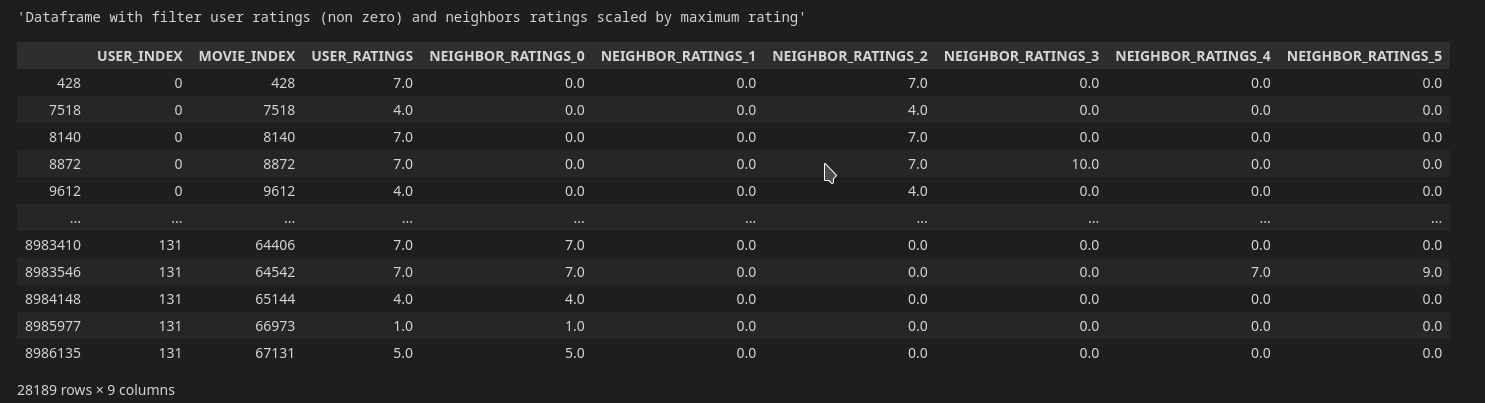 'Dataframe with filter user ratings (non zero) and neighbors ratings scaled by maximum rating'
USER_INDEX MOVIE_INDEX USER_RATINGS NEIGHBOR_RATINGS_0 NEIGHBOR_RATINGS_1 NEIGHBOR_RATINGS_2 NEIGHBOR_RATINGS_3 NEIGHBOR_RATINGS_4 NEIGHBOR_RATINGS_5
428 0 428 7.0 0.0 0.0 7.0 0.0 0.0 0.0
7518 0 7518 4.0 0.0 0.0 4.0 0.0 0.0 0.0
8140 0 8140 7.0 0.0 0.0 7.0 0.0 0.0 0.0
8872 0 8872 7.0 0.0 0.0 7.0 10.0 0.0 0.0
9612 0 9612 4.0 0.0 0.0 4.0 0.0 0.0 0.0
... ... ... ... ... ... ... ... ... ...
8983410 131 64406 7.0 7.0 0.0 0.0 0.0 0.0 0.0
8983546 131 64542 7.0 7.0 0.0 0.0 0.0 7.0 9.0
8984148 131 65144 4.0 4.0 0.0 0.0 0.0 0.0 0.0
8985977 131 66973 1.0 1.0 0.0 0.0 0.0 0.0 0.0
8986135 131 67131 5.0 5.0 0.0 0.0 0.0 0.0 0.0
28189 rows × 9 columns